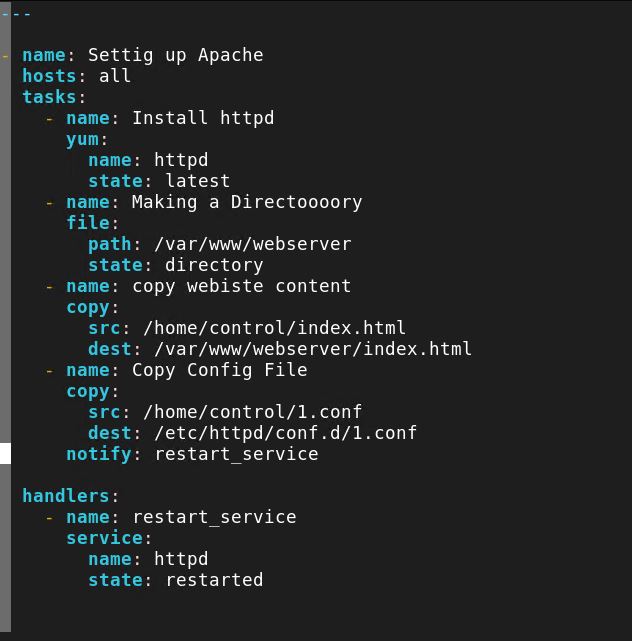 ---
- name: Settig up Apache
  hosts: all
  tasks:
    - name: Install httpd
      yum:
        name: httpd
        state: latest
    - name: Making a Directoooory
      file:
        path: /var/www/webserver
        state: directory
    - name: copy webiste content
      copy:
        src: /home/control/index.html
        dest: /var/www/webserver/index.html
    - name: Copy Config File
      copy:
        src: /home/control/1.conf
        dest: /etc/httpd/conf.d/1.conf
      notify: restart_service
  handlers:
    - name: restart_service
      service:
        name: httpd
        state: restarted